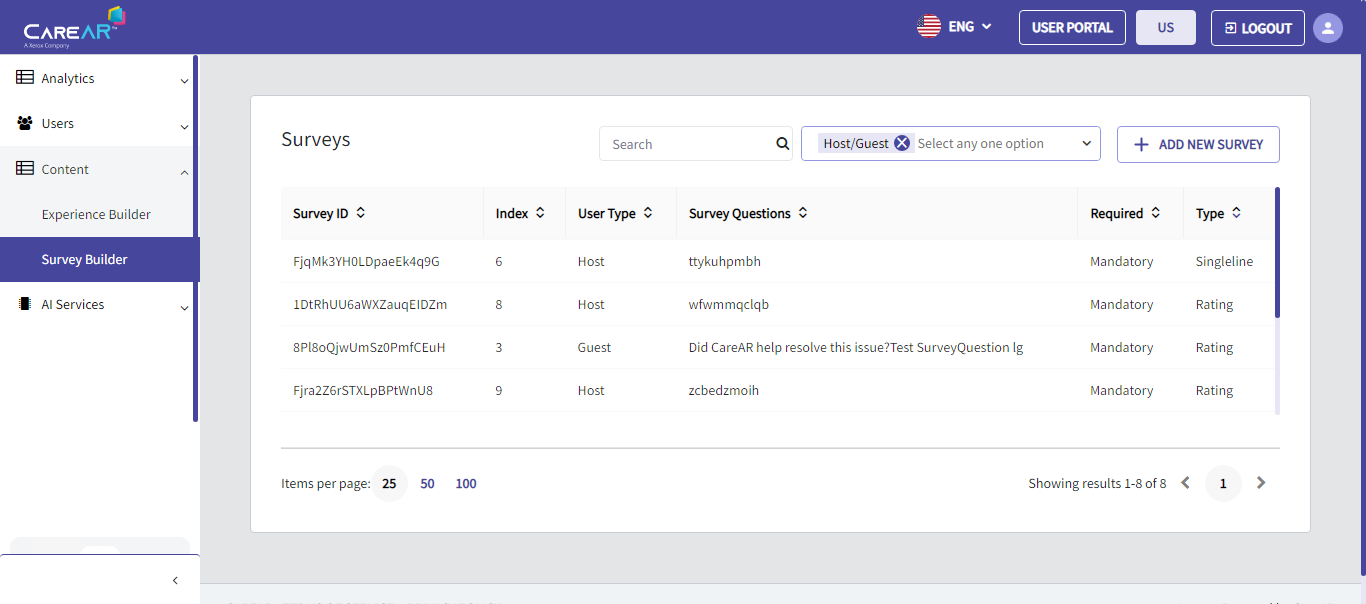 CAREAR™
A Xerox Company
ENG
USER PORTAL
US
LOGOUT
Analytics
Users
Content
Experience Builder
Survey Builder
AI Services
Surveys
Search
Host/Guest Select any one option
ADD NEW SURVEY
Survey ID Index User Type Survey Questions Required Type
FjqMk3YH0LDpaeEk4q9G 6 Host ttykuhpmbh Mandatory Singleline
1DtRhUU6aWXZauqEIDZm 8 Host wfwmmqclqb Mandatory Rating
8Pl8oQjwUmSz0PmfCEuH 3 Guest Did CareAR help resolve this issue?Test SurveyQuestion lg Mandatory Rating
Fjra2Z6rSTXLpBPtWnU8 9 Host zcbedzmoih Mandatory Rating
Items per page: 25 50 100
Showing results 1-8 of 8 1